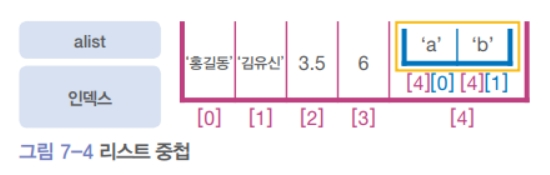 alist
'홍길동' '김유신' 3.5 6 'a' 'b'
[4][0] [4][1]
인덱스
[0] [1] [2] [3] [4]
그림 7-4 리스트 중첩